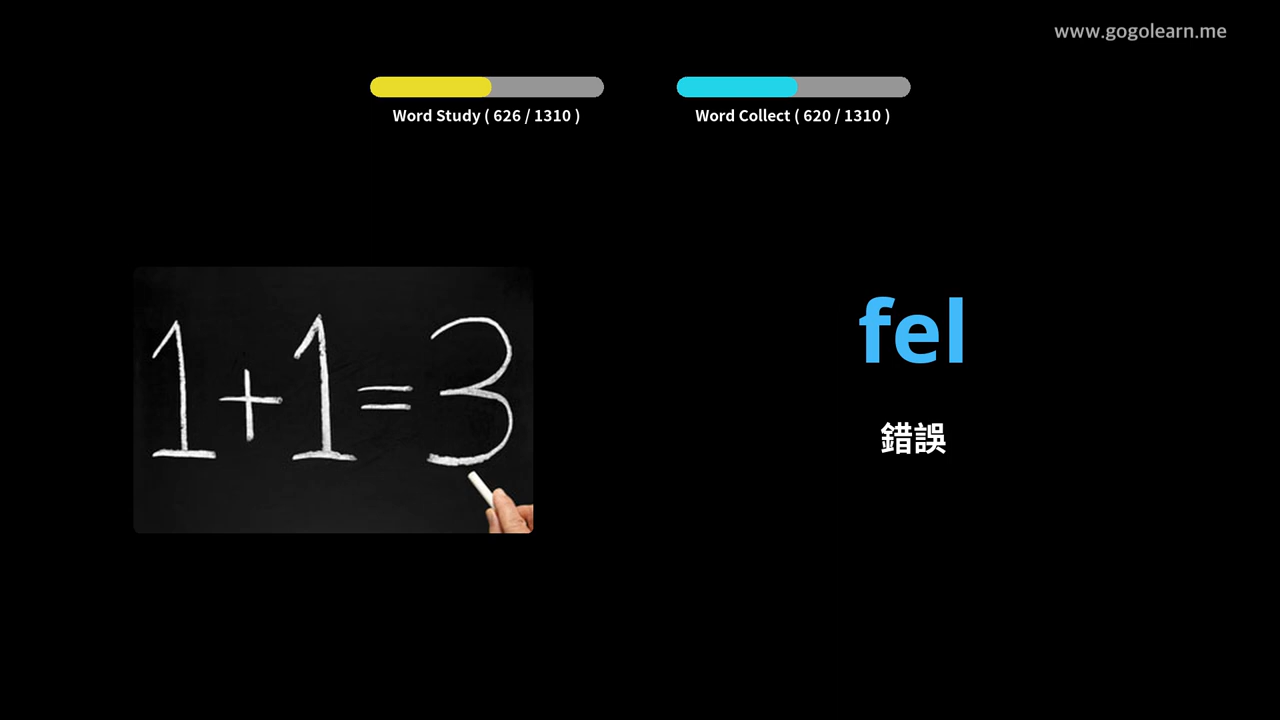 www.gogolearn.me
Word Study ( 626 / 1310 )
Word Collect ( 620 / 1310 )
1+1=3
fel
錯誤